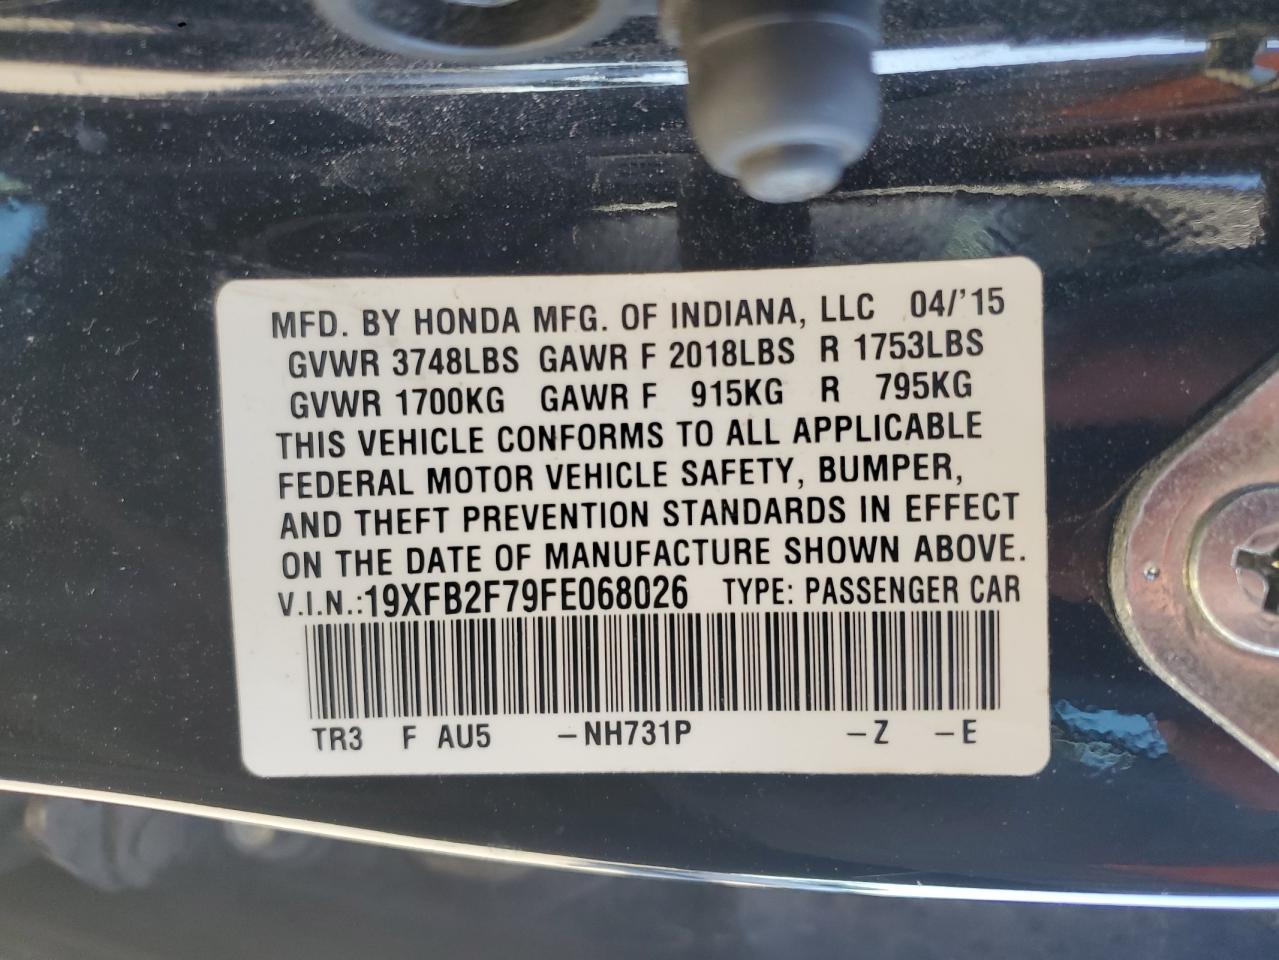 MFD. BY HONDA MFG. OF INDIANA, LLC 04/'15
GVWR 3748LBS GAWR F 2018LBS R 1753LBS
GVWR 1700KG GAWR F 915KG R 795KG
THIS VEHICLE CONFORMS TO ALL APPLICABLE
FEDERAL MOTOR VEHICLE SAFETY, BUMPER,
AND THEFT PREVENTION STANDARDS IN EFFECT
ON THE DATE OF MANUFACTURE SHOWN ABOVE.
V.I.N.:19XFB2F79FE068026 TYPE: PASSENGER CAR
TR3 F AU5 –NH731P –Z –E